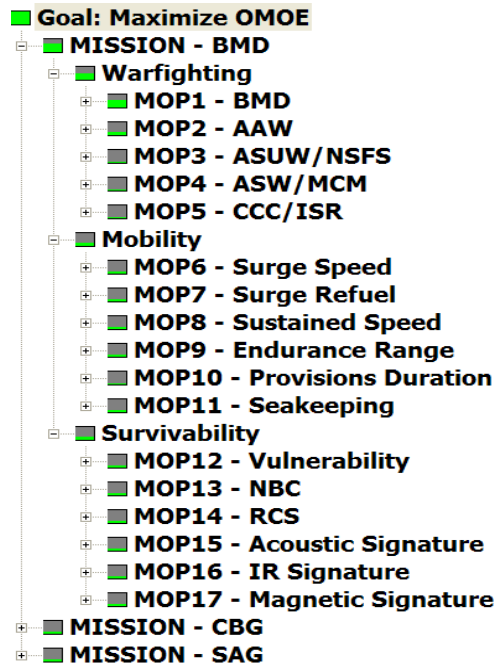 Goal: Maximize OMOE
MISSION - BMD
Warfighting
MOP1 - BMD
MOP2 - AAW
MOP3 - ASUW/NSFS
MOP4 - ASW/MCM
MOP5 - CCC/ISR
Mobility
MOP6 - Surge Speed
MOP7 - Surge Refuel
MOP8 - Sustained Speed
MOP9 - Endurance Range
MOP10 - Provisions Duration
MOP11 - Seakeeping
Survivability
MOP12 - Vulnerability
MOP13 - NBC
MOP14 - RCS
MOP15 - Acoustic Signature
MOP16 - IR Signature
MOP17 - Magnetic Signature
MISSION - CBG
MISSION - SAG